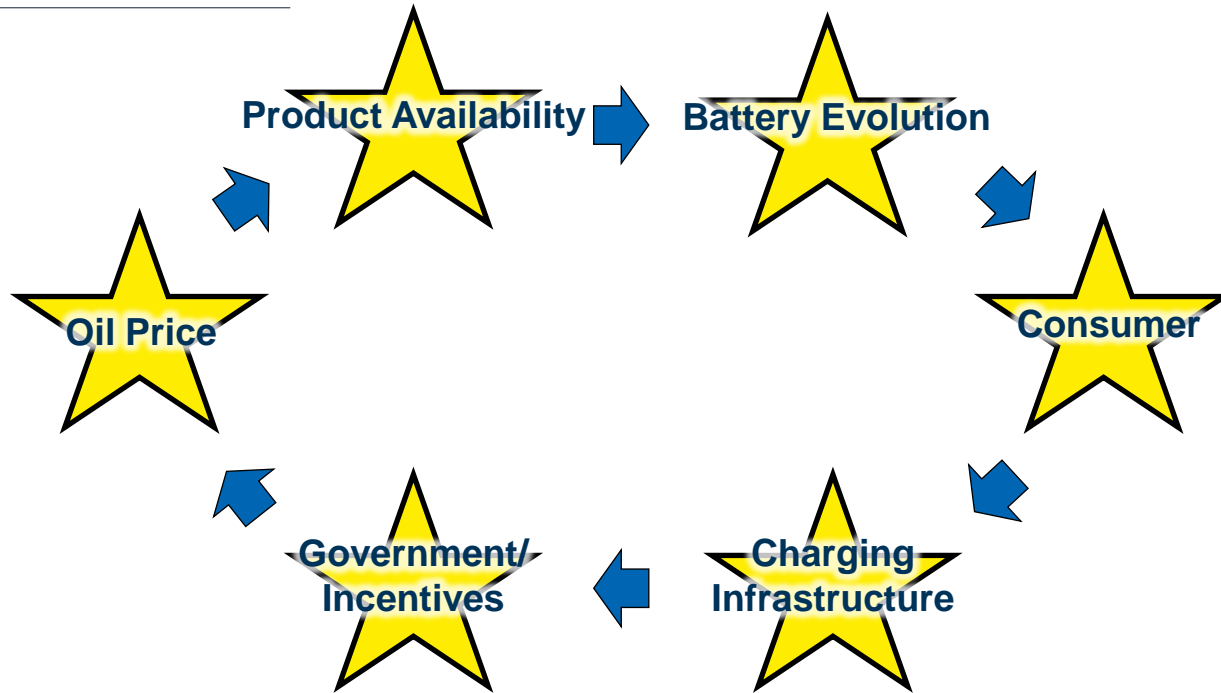 Product Availability
Battery Evolution
Oil Price
Consumer
Government/
Incentives
Charging
Infrastructure